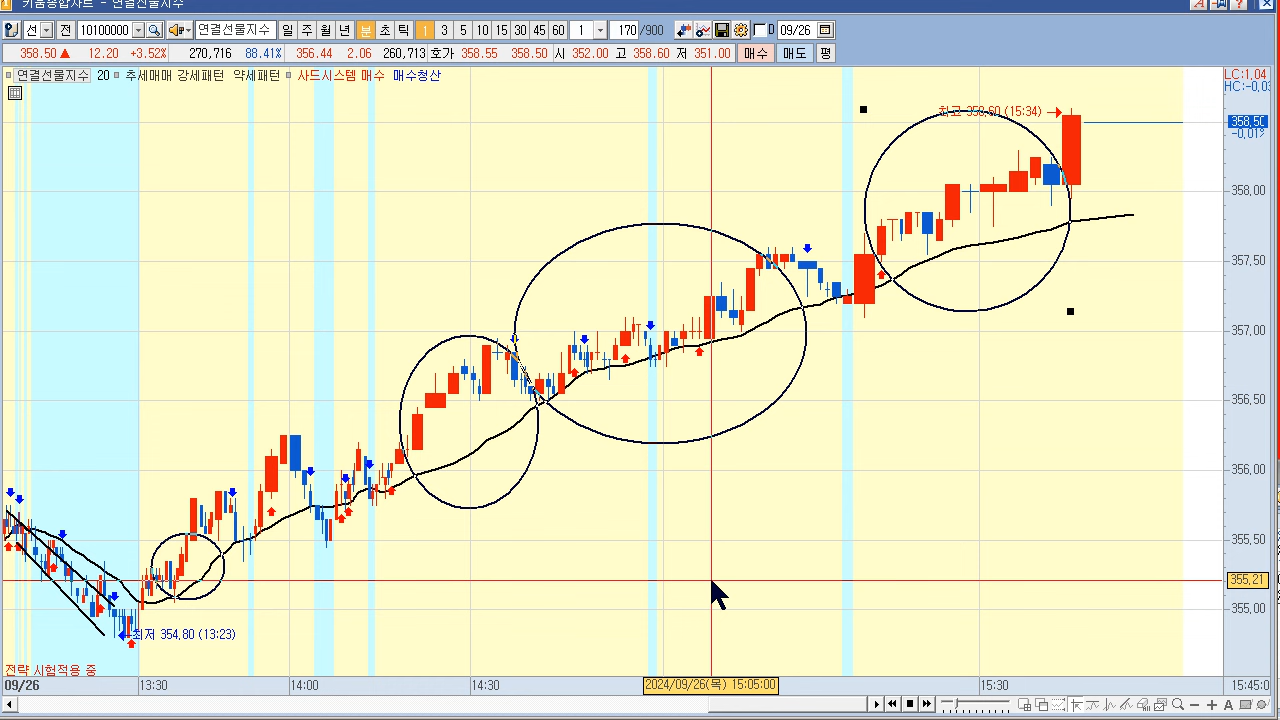 키움종합차트 - 연결선물지수
선 전 10100000 연결선물지수 일 주 월 년 분 초 틱 1 3 5 10 15 30 45 60 1 170 /900 D 09/26
358.50 ▲ 12.20 +3.52% 270,716 88.41% 356.44 2.06 260,713 호가 358.55 358.50 시 352.00 고 358.60 저 351.00 매수 매도 평
연결선물지수 20 추세매매 강세패턴 약세패턴 사드시스템 매수 매수청산
LC:1,04
HC:-0,03
최고 358,60 (15:34)
358,50
-0,01%
358,00
357,50
357,00
356,50
356,00
355,50
355,21
355,00
최저 354,80 (13:23)
전략 시험적용 중
09/26 13:30 14:00 14:30 2024/09/26(목) 15:05:00 15:30 15:45:0